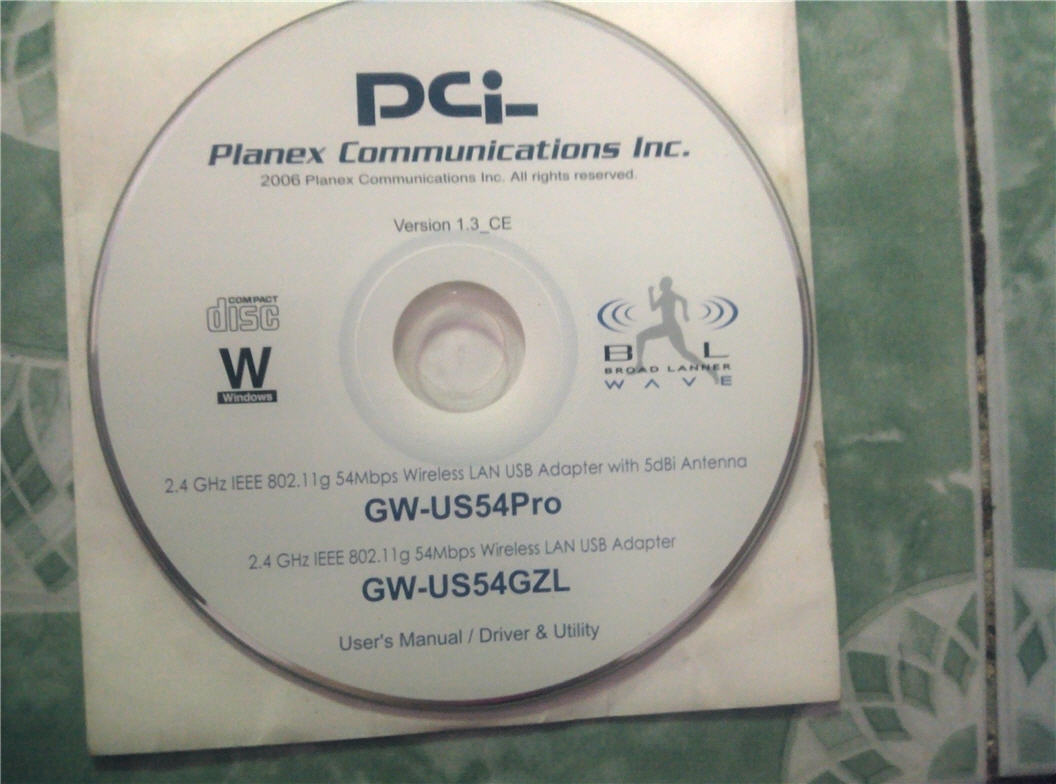 PCi
Planex Communications Inc.
2006 Planex Communications Inc. All rights reserved.
Version 1.3_CE
COMPACT
disc
W
Windows
B L
BROAD LANNER
WAVE
2.4 GHz IEEE 802.11g 54Mbps Wireless LAN USB Adapter with 5dBi Antenna
GW-US54Pro
2.4 GHz IEEE 802.11g 54Mbps Wireless LAN USB Adapter
GW-US54GZL
User's Manual / Driver & Utility